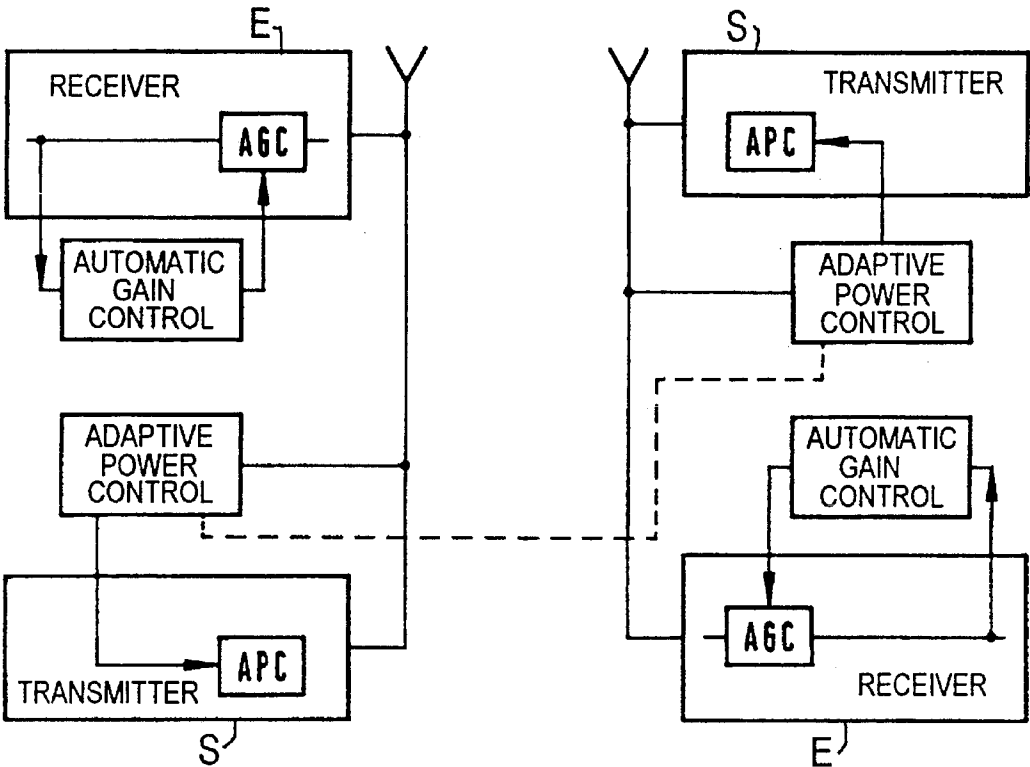 E
RECEIVER
AGC
AUTOMATIC
GAIN
CONTROL
ADAPTIVE
POWER
CONTROL
APC
TRANSMITTER
S
S
TRANSMITTER
APC
ADAPTIVE
POWER
CONTROL
AUTOMATIC
GAIN
CONTROL
AGC
RECEIVER
E